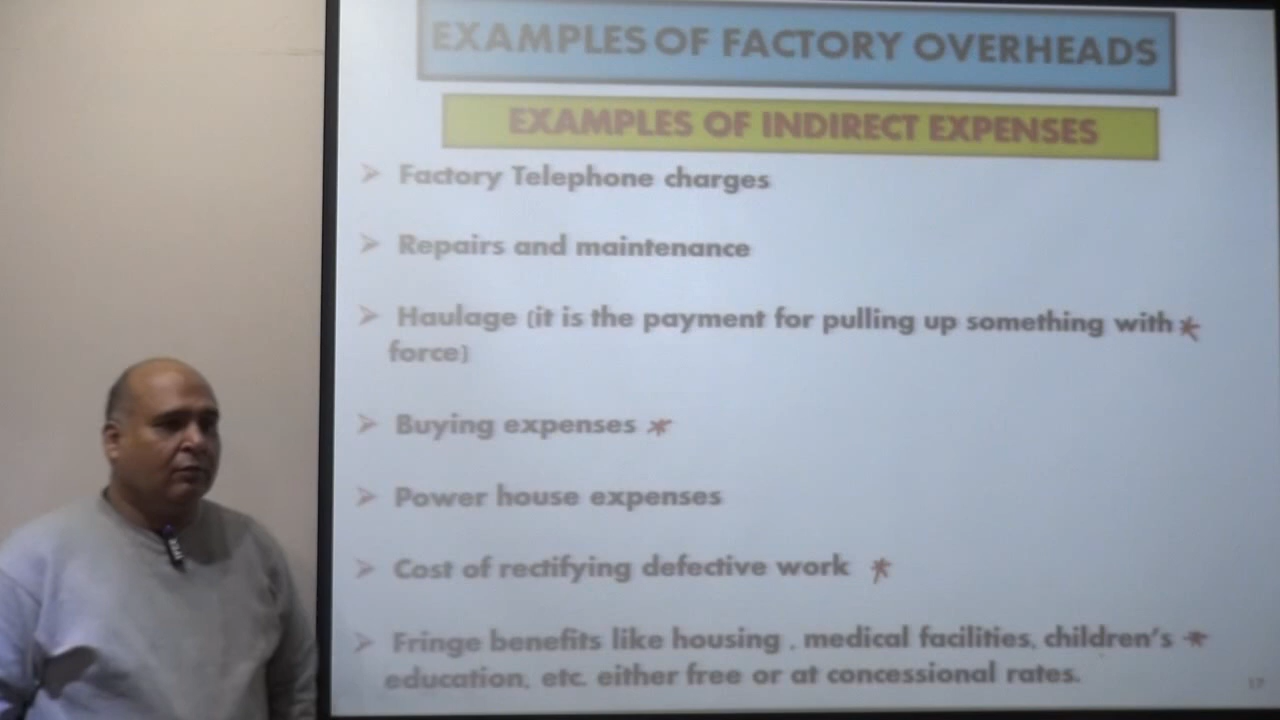 EXAMPLES OF FACTORY OVERHEADS
EXAMPLES OF INDIRECT EXPENSES
➢ Factory Telephone charges
➢ Repairs and maintenance
➢ Haulage (it is the payment for pulling up something with *
force)
➢ Buying expenses *
➢ Power house expenses
➢ Cost of rectifying defective work *
➢ Fringe benefits like housing , medical facilities, children's *
education, etc. either free or at concessional rates.
17